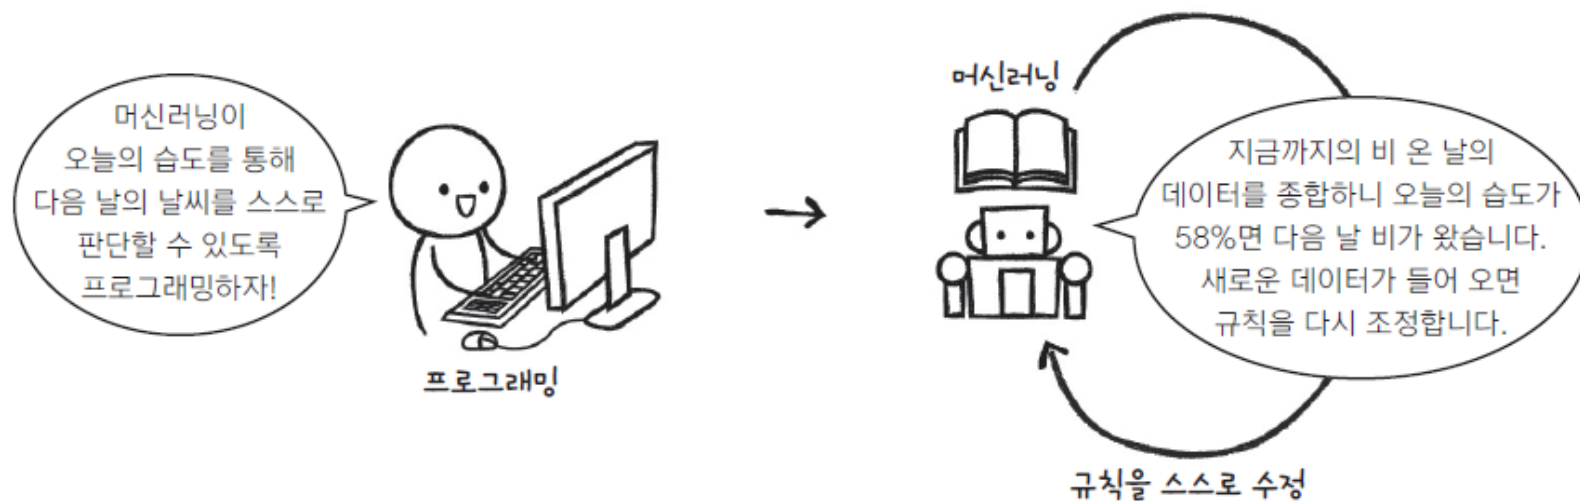 머신러닝이
오늘의 습도를 통해
다음 날의 날씨를 스스로
판단할 수 있도록
프로그래밍하자!
프로그래밍
머신러닝
지금까지의 비 온 날의
데이터를 종합하니 오늘의 습도가
58%면 다음 날 비가 왔습니다.
새로운 데이터가 들어 오면
규칙을 다시 조정합니다.
규칙을 스스로 수정